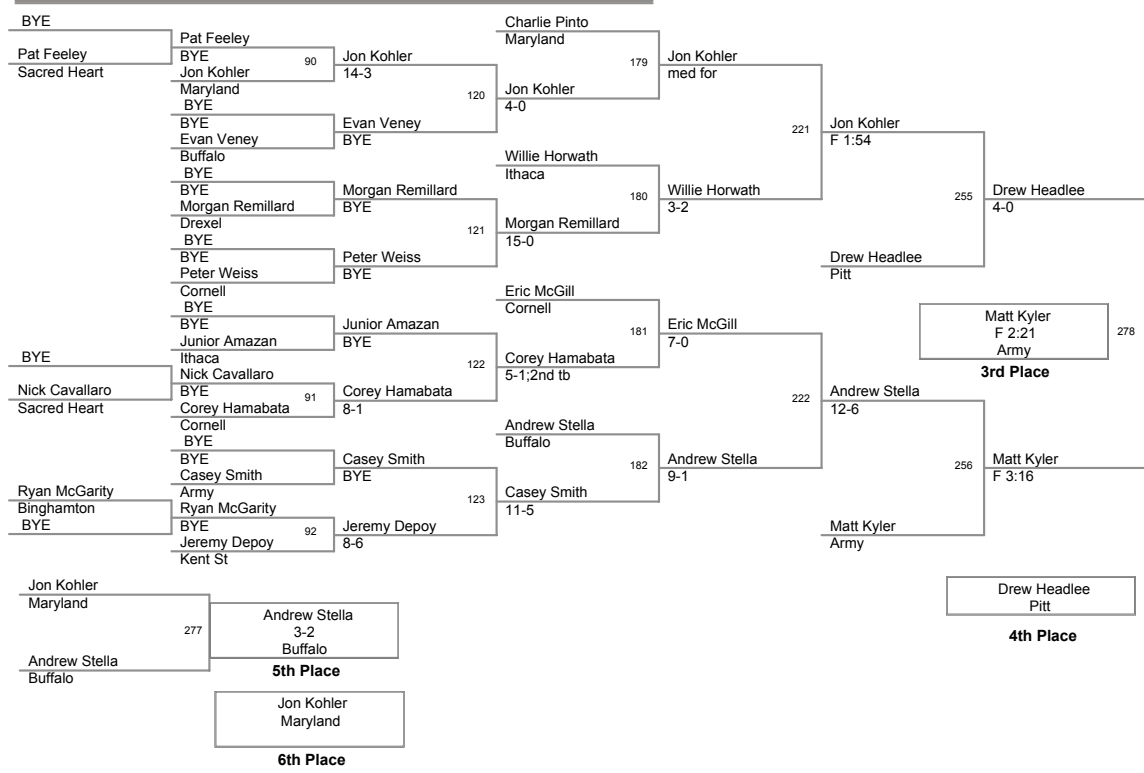 BYE
Pat Feeley
Sacred Heart
BYE
Nick Cavallaro
Sacred Heart
Ryan McGarity
Binghamton
BYE
Pat Feeley
BYE
90
Jon Kohler
Maryland
BYE
BYE
Evan Veney
Buffalo
BYE
BYE
Morgan Remillard
Drexel
BYE
BYE
Peter Weiss
Cornell
BYE
BYE
Junior Amazan
Ithaca
Nick Cavallaro
BYE
91
Corey Hamabata
Cornell
BYE
BYE
Casey Smith
Army
Ryan McGarity
BYE
92
Jeremy Depoy
Kent St
Jon Kohler
14-3
120
Evan Veney
BYE
Morgan Remillard
BYE
121
Peter Weiss
BYE
Junior Amazan
BYE
122
Corey Hamabata
8-1
Casey Smith
BYE
123
Jeremy Depoy
8-6
Charlie Pinto
Maryland
179
Jon Kohler
4-0
Willie Horwath
Ithaca
180
Morgan Remillard
15-0
Eric McGill
Cornell
181
Corey Hamabata
5-1;2nd tb
Andrew Stella
Buffalo
182
Casey Smith
11-5
Jon Kohler
med for
221
Willie Horwath
3-2
Eric McGill
7-0
222
Andrew Stella
9-1
Jon Kohler
F 1:54
255
Drew Headlee
Pitt
Andrew Stella
12-6
256
Matt Kyler
Army
Drew Headlee
4-0
Matt Kyler
F 2:21
Army
278
3rd Place
Matt Kyler
F 3:16
Drew Headlee
Pitt
4th Place
Jon Kohler
Maryland
277
Andrew Stella
Buffalo
Andrew Stella
3-2
Buffalo
5th Place
Jon Kohler
Maryland
6th Place